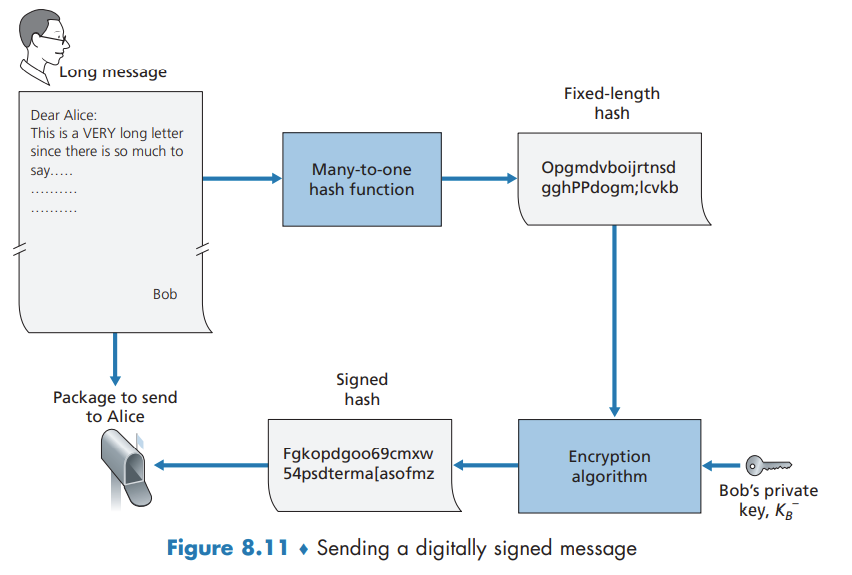 Long message
Dear Alice:
This is a VERY long letter
since there is so much to
say.....
..........
..........
Bob
Many-to-one
hash function
Fixed-length
hash
Opgmdvboijrtnsd
gghPPdogm;lcvkb
Package to send
to Alice
Signed
hash
Fgkopdgoo69cmxw
54psdterma[asofmz
Encryption
algorithm
Bob's private
key, K_B^-
Figure 8.11 ♦ Sending a digitally signed message